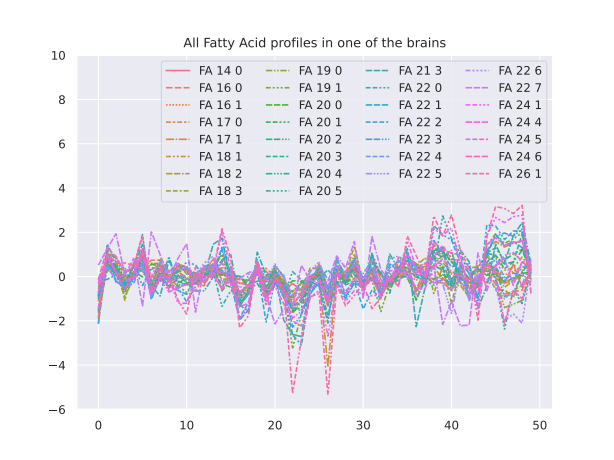 All Fatty Acid profiles in one of the brains
10
8
6
4
2
0
−2
−4
−6
0 10 20 30 40 50
FA 14 0 FA 19 0 FA 21 3 FA 22 6
FA 16 0 FA 19 1 FA 22 0 FA 22 7
FA 16 1 FA 20 0 FA 22 1 FA 24 1
FA 17 0 FA 20 1 FA 22 2 FA 24 4
FA 17 1 FA 20 2 FA 22 3 FA 24 5
FA 18 1 FA 20 3 FA 22 4 FA 24 6
FA 18 2 FA 20 4 FA 22 5 FA 26 1
FA 18 3 FA 20 5